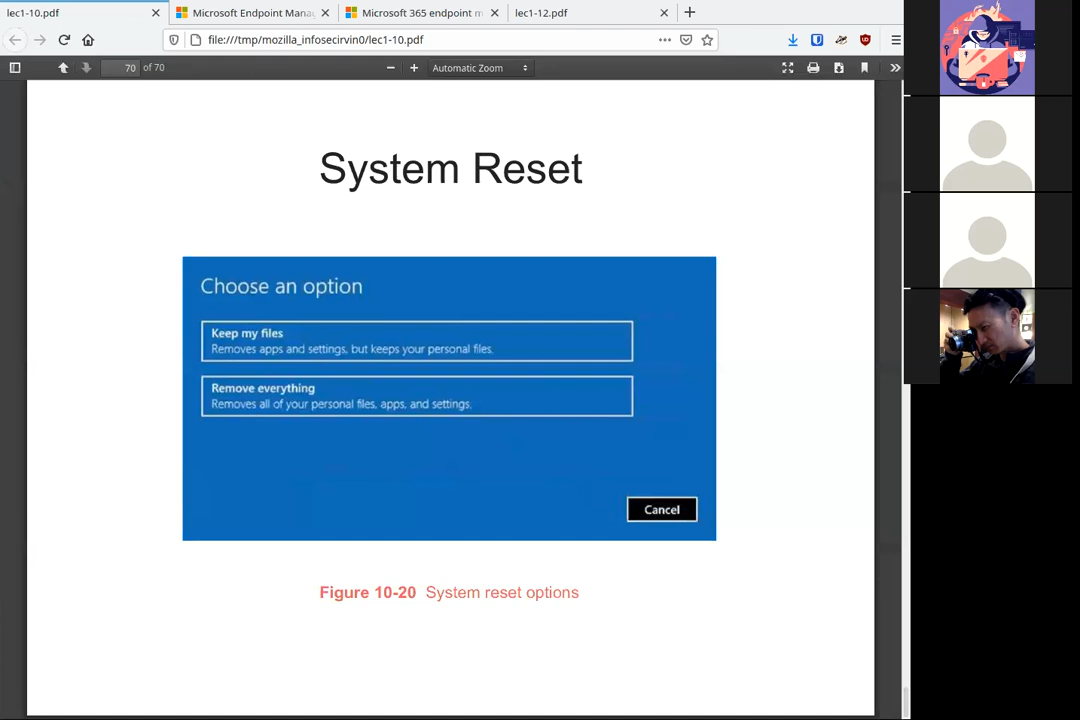 lec1-10.pdf
Microsoft Endpoint Mana
Microsoft 365 endpoint m
lec1-12.pdf
file:///tmp/mozilla_infosecirvin0/lec1-10.pdf
70 of 70
Automatic Zoom
System Reset
Choose an option
Keep my files
Removes apps and settings, but keeps your personal files.
Remove everything
Removes all of your personal files, apps, and settings.
Cancel
Figure 10-20 System reset options